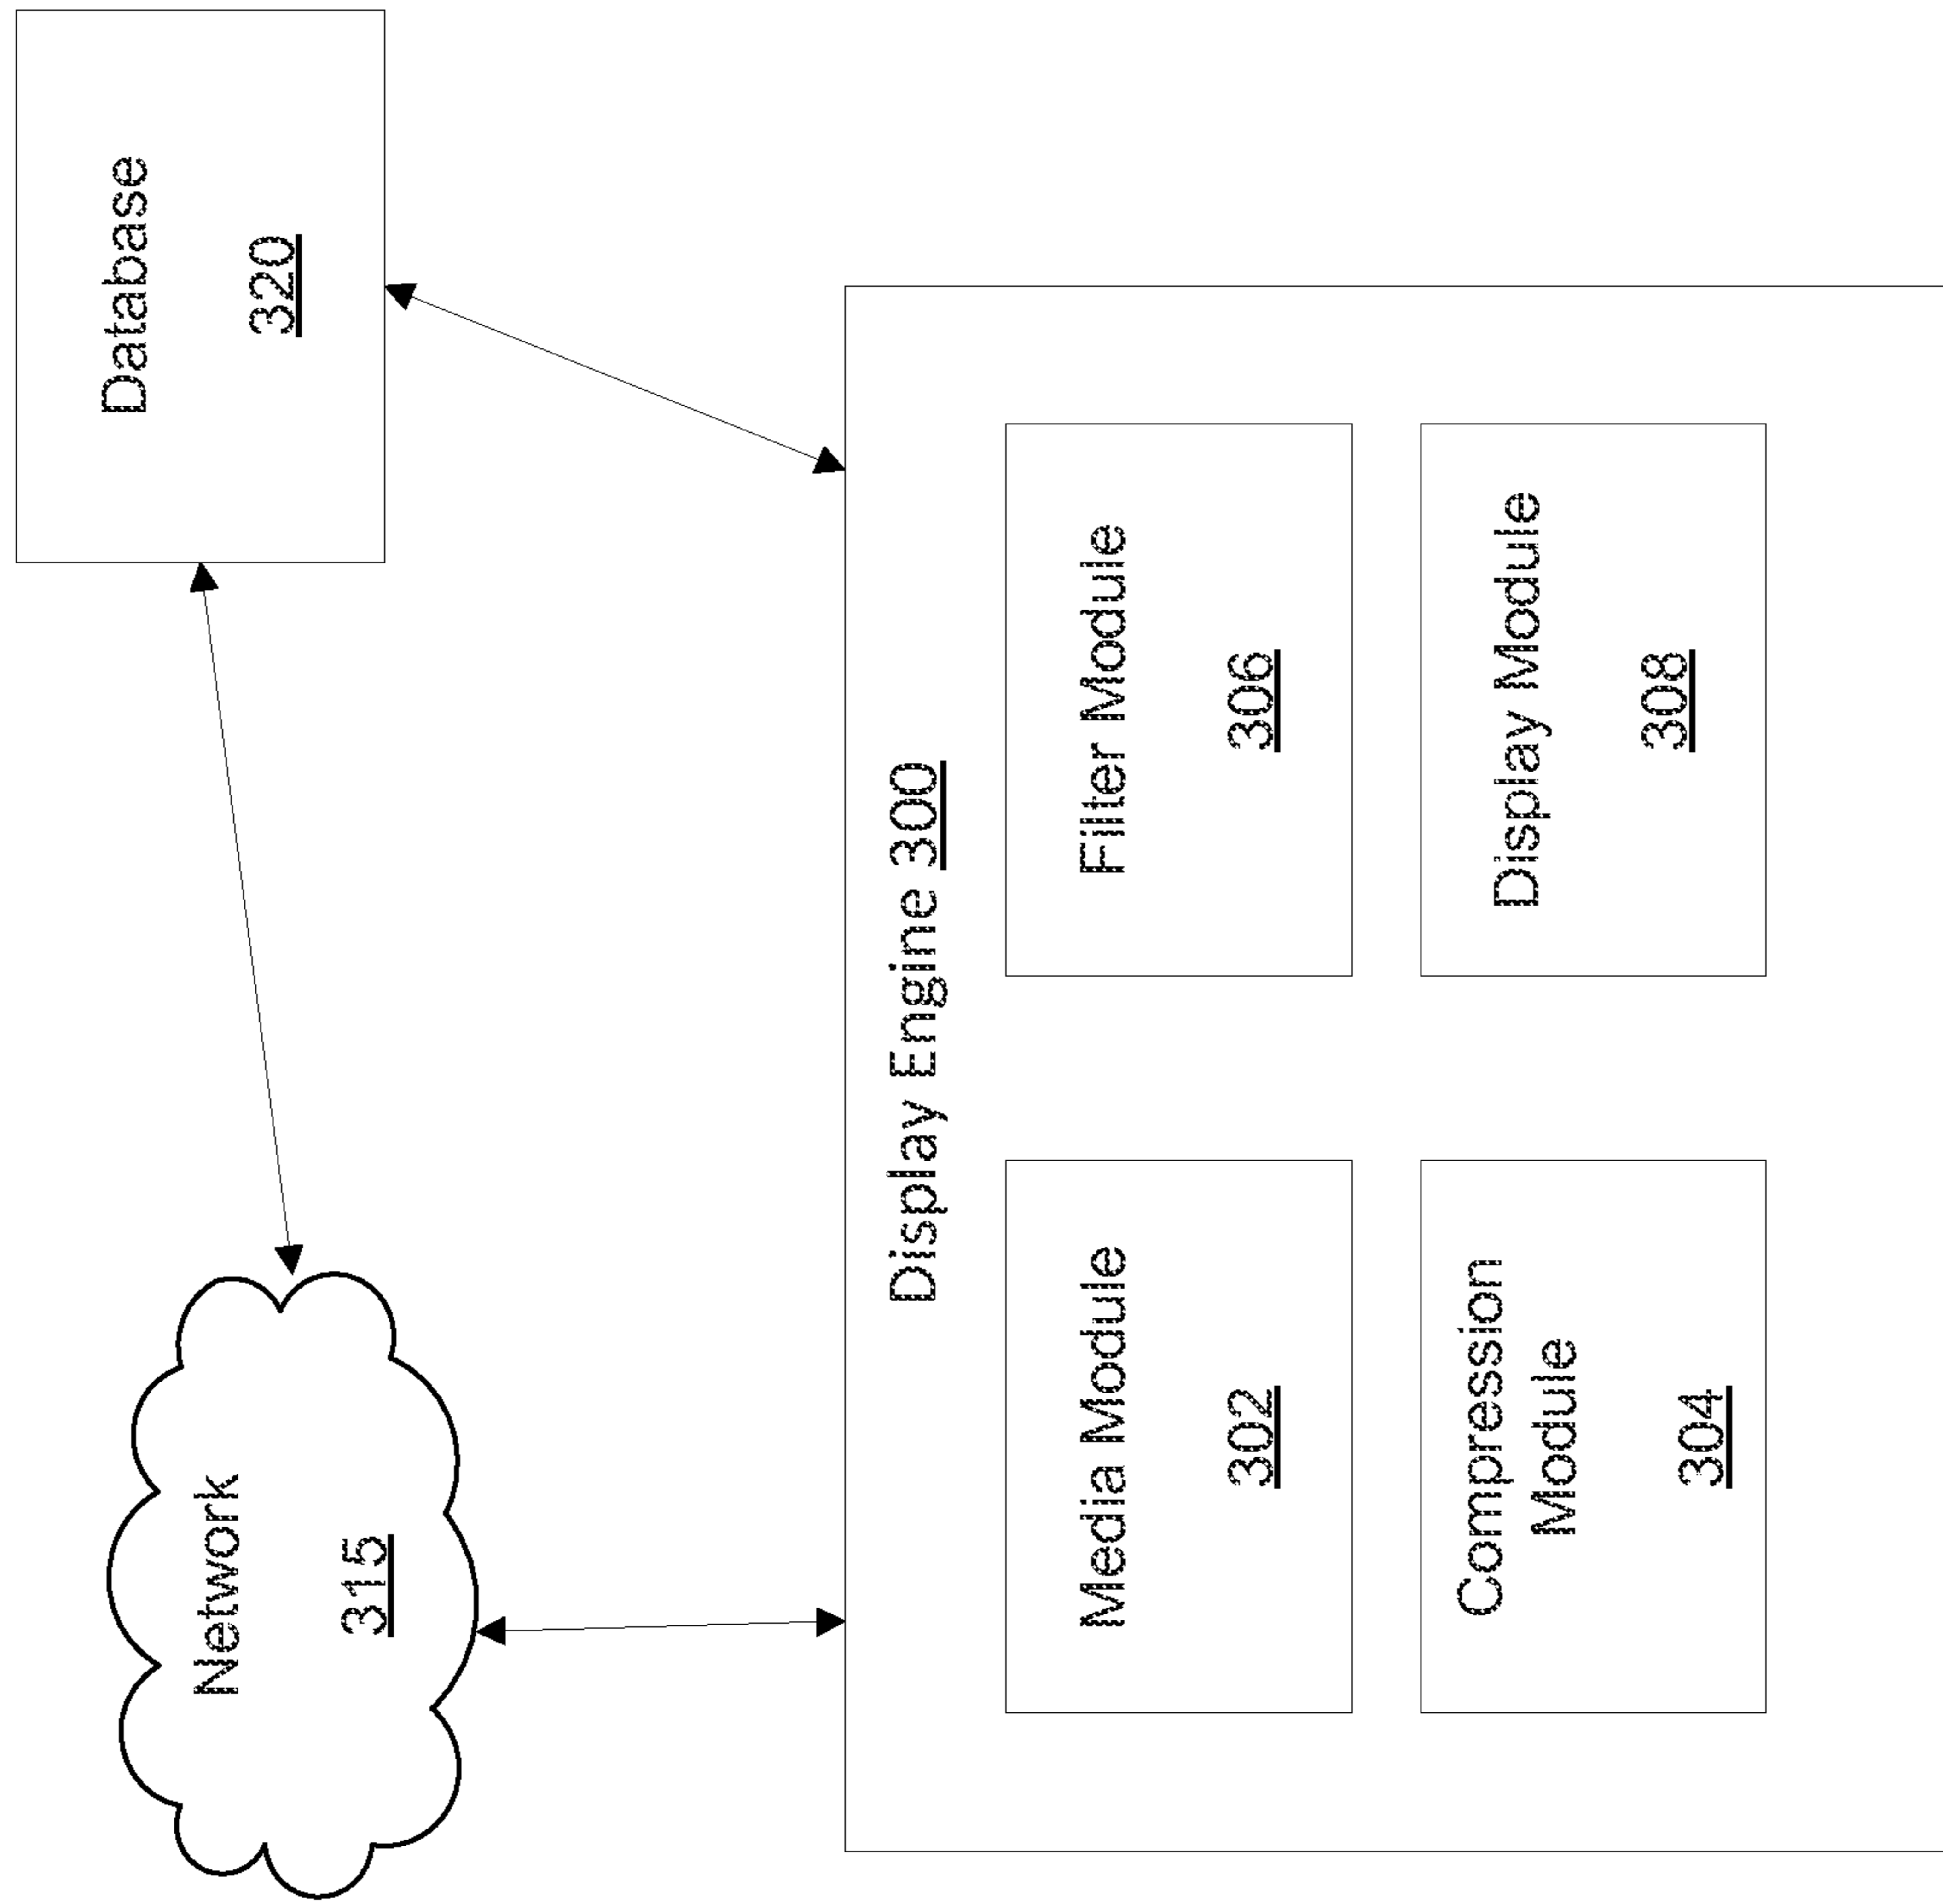 Network
315
Database
320
Display Engine 300
Media Module
302
Filter Module
306
Compression
Module
304
Display Module
308